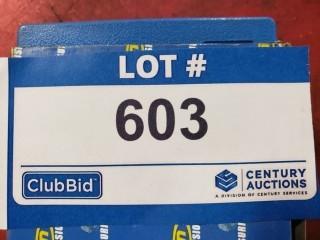 LOT #
603
ClubBid
CENTURY
AUCTIONS
A DIVISION OF CENTURY SERVICES